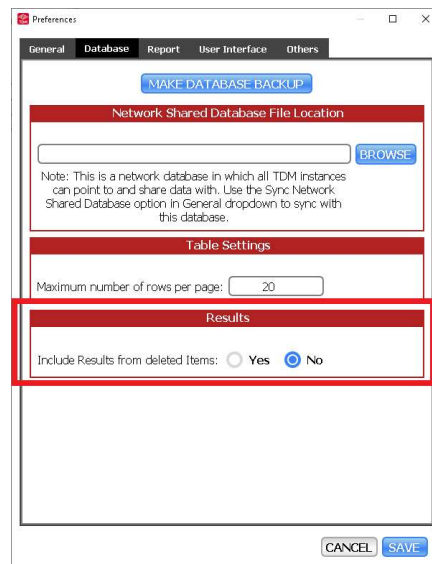 Preferences
General Database Report User Interface Others
MAKE DATABASE BACKUP
Network Shared Database File Location
BROWSE
Note: This is a network database in which all TDM instances
can point to and share data with. Use the Sync Network
Shared Database option in General dropdown to sync with
this database.
Table Settings
Maximum number of rows per page: 20
Results
Include Results from deleted Items: Yes No
CANCEL SAVE